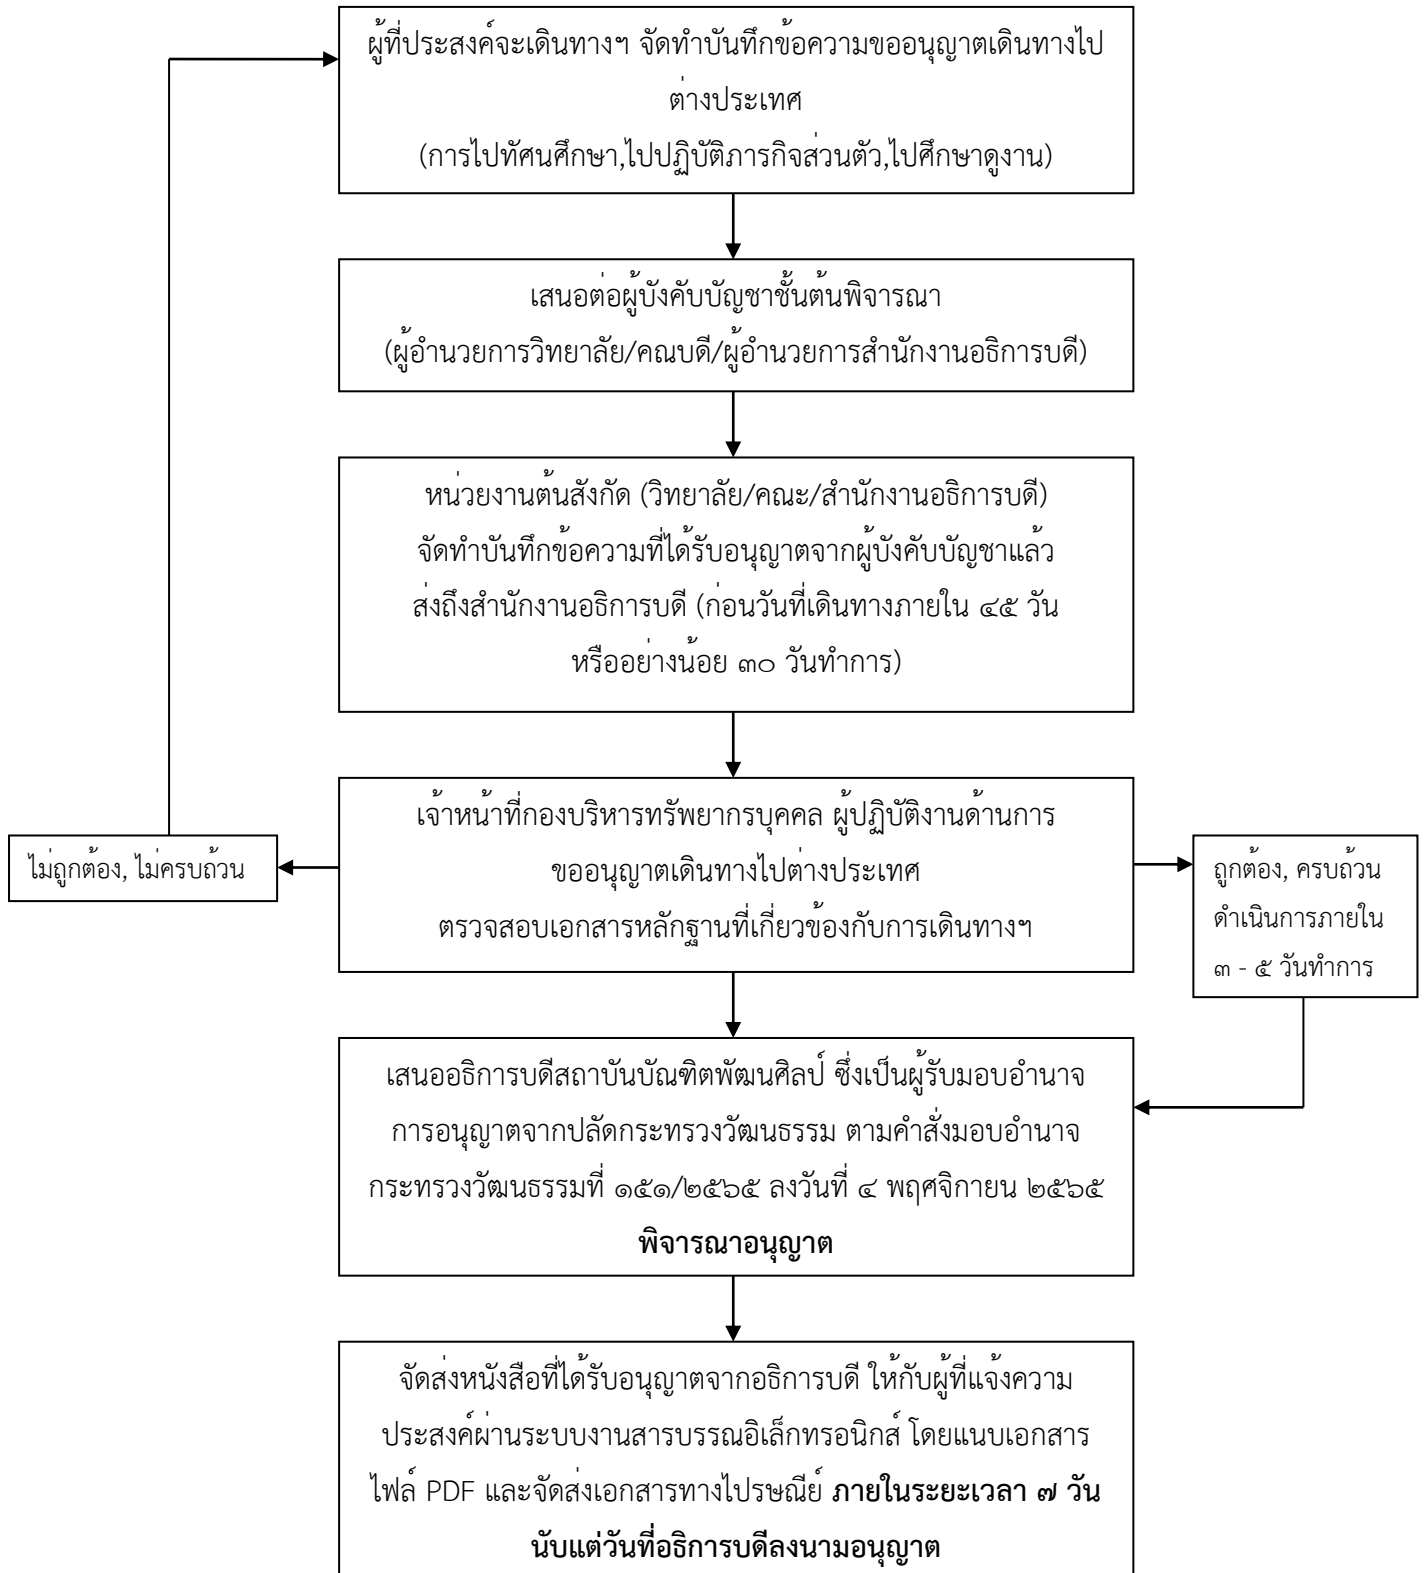 ผู้ที่ประสงค์จะเดินทางฯ จัดทำบันทึกข้อความขออนุญาตเดินทางไป
ต่างประเทศ
(การไปทัศนศึกษา,ไปปฏิบัติภารกิจส่วนตัว,ไปศึกษาดูงาน)
เสนอต่อผู้บังคับบัญชาชั้นต้นพิจารณา
(ผู้อำนวยการวิทยาลัย/คณบดี/ผู้อำนวยการสำนักงานอธิการบดี)
หน่วยงานต้นสังกัด (วิทยาลัย/คณะ/สำนักงานอธิการบดี)
จัดทำบันทึกข้อความที่ได้รับอนุญาตจากผู้บังคับบัญชาแล้ว
ส่งถึงสำนักงานอธิการบดี (ก่อนวันที่เดินทางภายใน ๔๕ วัน
หรืออย่างน้อย ๓๐ วันทำการ)
เจ้าหน้าที่กองบริหารทรัพยากรบุคคล ผู้ปฏิบัติงานด้านการ
ขออนุญาตเดินทางไปต่างประเทศ
ตรวจสอบเอกสารหลักฐานที่เกี่ยวข้องกับการเดินทางฯ
ไม่ถูกต้อง, ไม่ครบถ้วน
ถูกต้อง, ครบถ้วน
ดำเนินการภายใน
๓ - ๕ วันทำการ
เสนออธิการบดีสถาบันบัณฑิตพัฒนศิลป์ ซึ่งเป็นผู้รับมอบอำนาจ
การอนุญาตจากปลัดกระทรวงวัฒนธรรม ตามคำสั่งมอบอำนาจ
กระทรวงวัฒนธรรมที่ ๑๕๑/๒๕๖๕ ลงวันที่ ๔ พฤศจิกายน ๒๕๖๕
พิจารณาอนุญาต
จัดส่งหนังสือที่ได้รับอนุญาตจากอธิการบดี ให้กับผู้ที่แจ้งความ
ประสงค์ผ่านระบบงานสารบรรณอิเล็กทรอนิกส์ โดยแนบเอกสาร
ไฟล์ PDF และจัดส่งเอกสารทางไปรษณีย์ ภายในระยะเวลา ๗ วัน
นับแต่วันที่อธิการบดีลงนามอนุญาต